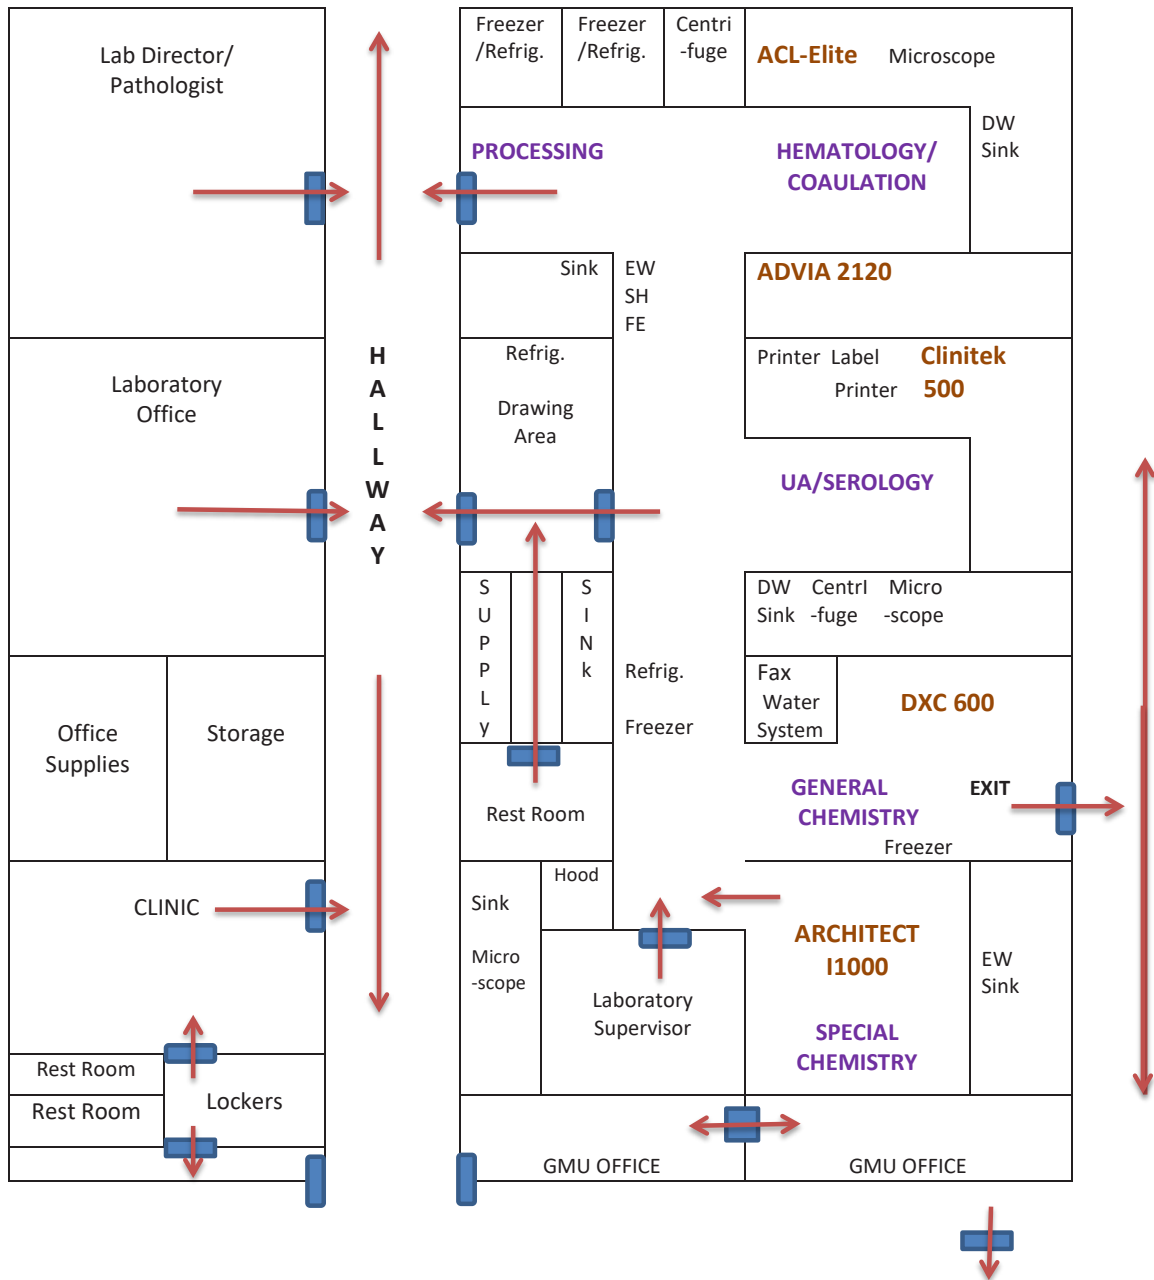 Lab Director/
Pathologist
Freezer
/Refrig.
Freezer
/Refrig.
Centri
-fuge
ACL-Elite
Microscope
DW
Sink
PROCESSING
HEMATOLOGY/
COAULATION
Sink
EW
SH
FE
ADVIA 2120
Laboratory
Office
H
A
L
L
W
A
Y
Refrig.
Drawing
Area
Printer Label
Printer
Clinitek
500
UA/SEROLOGY
S
U
P
P
L
y
S
I
N
k
DW
Sink
CentrI
-fuge
Micro
-scope
Refrig.
Freezer
Fax
Water
System
DXC 600
Office
Supplies
Storage
Rest Room
GENERAL
CHEMISTRY
EXIT
Freezer
CLINIC
Sink
Micro
-scope
Hood
Laboratory
Supervisor
ARCHITECT
I1000
EW
Sink
SPECIAL
CHEMISTRY
Rest Room
Rest Room
Lockers
GMU OFFICE
GMU OFFICE